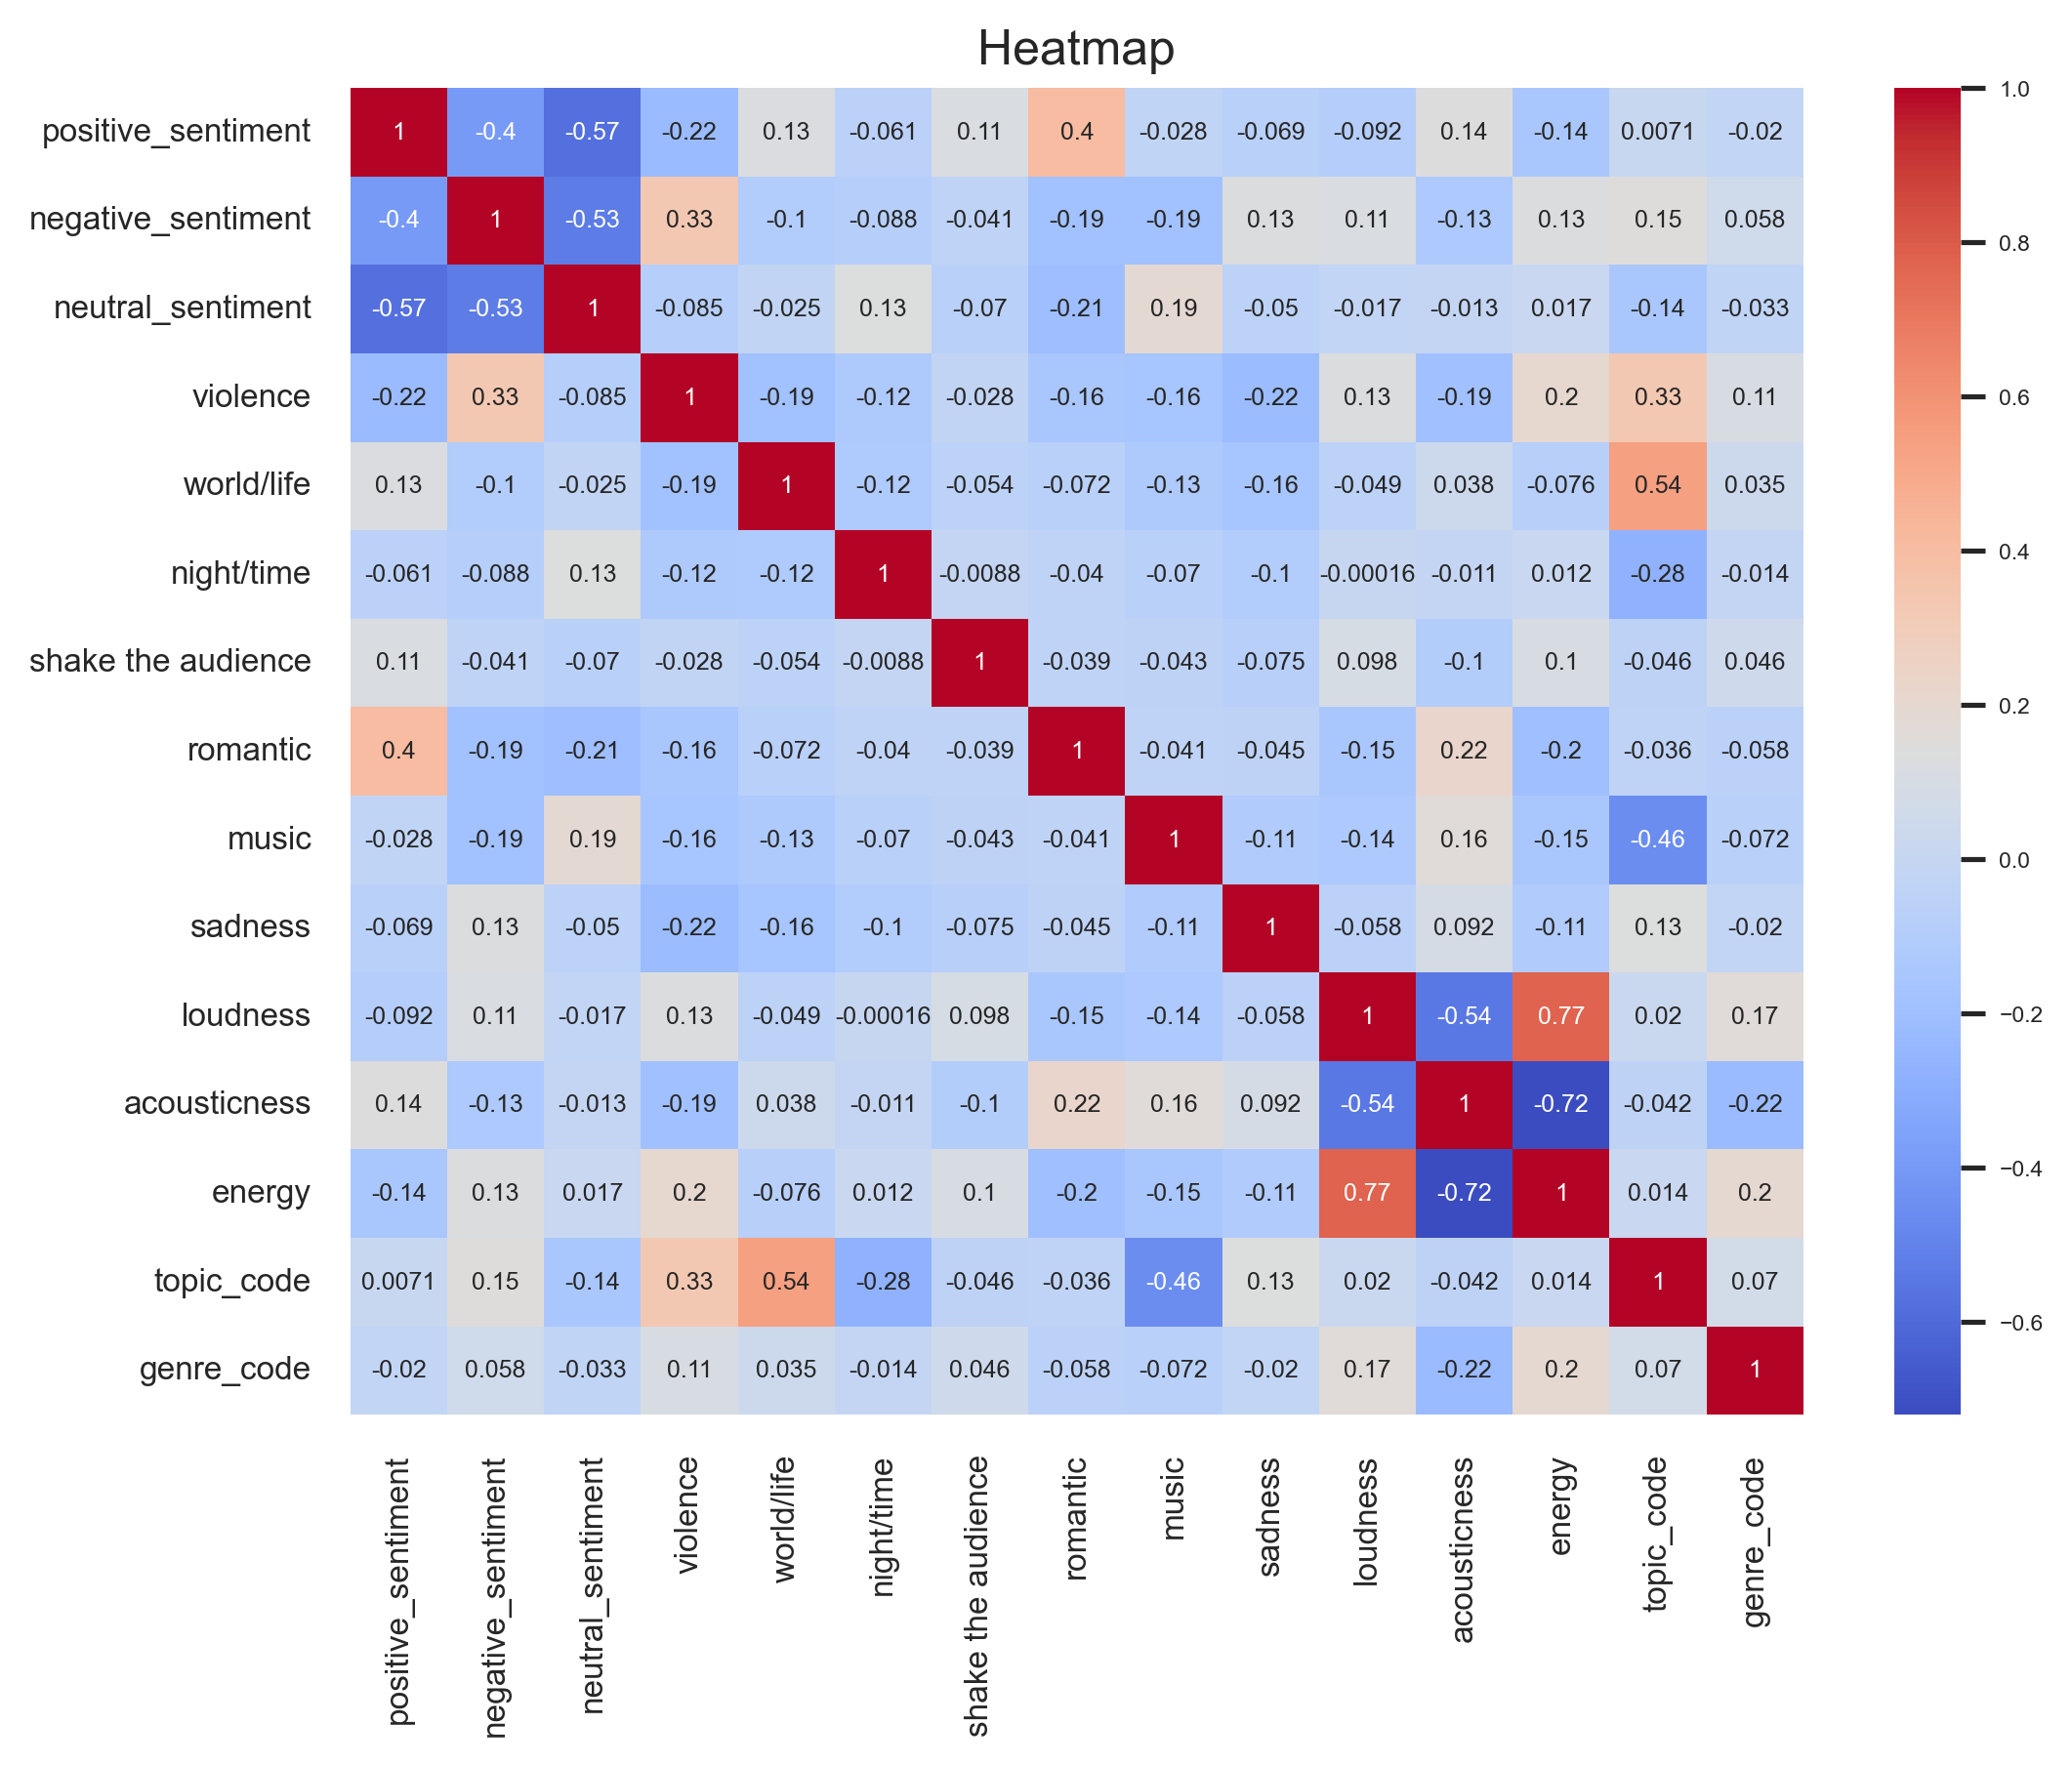 Heatmap
positive_sentiment 1 -0.4 -0.57 -0.22 0.13 -0.061 0.11 0.4 -0.028 -0.069 -0.092 0.14 -0.14 0.0071 -0.02
negative_sentiment -0.4 1 -0.53 0.33 -0.1 -0.088 -0.041 -0.19 -0.19 0.13 0.11 -0.13 0.13 0.15 0.058
neutral_sentiment -0.57 -0.53 1 -0.085 -0.025 0.13 -0.07 -0.21 0.19 -0.05 -0.017 -0.013 0.017 -0.14 -0.033
violence -0.22 0.33 -0.085 1 -0.19 -0.12 -0.028 -0.16 -0.16 -0.22 0.13 -0.19 0.2 0.33 0.11
world/life 0.13 -0.1 -0.025 -0.19 1 -0.12 -0.054 -0.072 -0.13 -0.16 -0.049 0.038 -0.076 0.54 0.035
night/time -0.061 -0.088 0.13 -0.12 -0.12 1 -0.0088 -0.04 -0.07 -0.1 -0.00016 -0.011 0.012 -0.28 -0.014
shake the audience 0.11 -0.041 -0.07 -0.028 -0.054 -0.0088 1 -0.039 -0.043 -0.075 0.098 -0.1 0.1 -0.046 0.046
romantic 0.4 -0.19 -0.21 -0.16 -0.072 -0.04 -0.039 1 -0.041 -0.045 -0.15 0.22 -0.2 -0.036 -0.058
music -0.028 -0.19 0.19 -0.16 -0.13 -0.07 -0.043 -0.041 1 -0.11 -0.14 0.16 -0.15 -0.46 -0.072
sadness -0.069 0.13 -0.05 -0.22 -0.16 -0.1 -0.075 -0.045 -0.11 1 -0.058 0.092 -0.11 0.13 -0.02
loudness -0.092 0.11 -0.017 0.13 -0.049 -0.00016 0.098 -0.15 -0.14 -0.058 1 -0.54 0.77 0.02 0.17
acousticness 0.14 -0.13 -0.013 -0.19 0.038 -0.011 -0.1 0.22 0.16 0.092 -0.54 1 -0.72 -0.042 -0.22
energy -0.14 0.13 0.017 0.2 -0.076 0.012 0.1 -0.2 -0.15 -0.11 0.77 -0.72 1 0.014 0.2
topic_code 0.0071 0.15 -0.14 0.33 0.54 -0.28 -0.046 -0.036 -0.46 0.13 0.02 -0.042 0.014 1 0.07
genre_code -0.02 0.058 -0.033 0.11 0.035 -0.014 0.046 -0.058 -0.072 -0.02 0.17 -0.22 0.2 0.07 1
positive_sentiment
negative_sentiment
neutral_sentiment
violence
world/life
night/time
shake the audience
romantic
music
sadness
loudness
acousticness
energy
topic_code
genre_code
1.0
0.8
0.6
0.4
0.2
0.0
−0.2
−0.4
−0.6